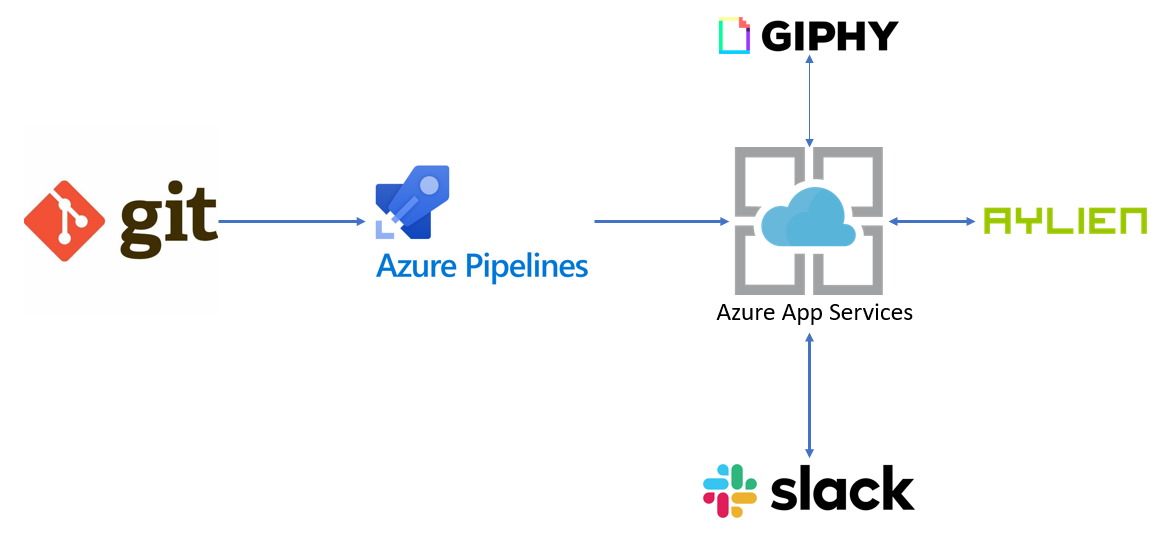 GIPHY
git
Azure Pipelines
AYLIEN
Azure App Services
slack